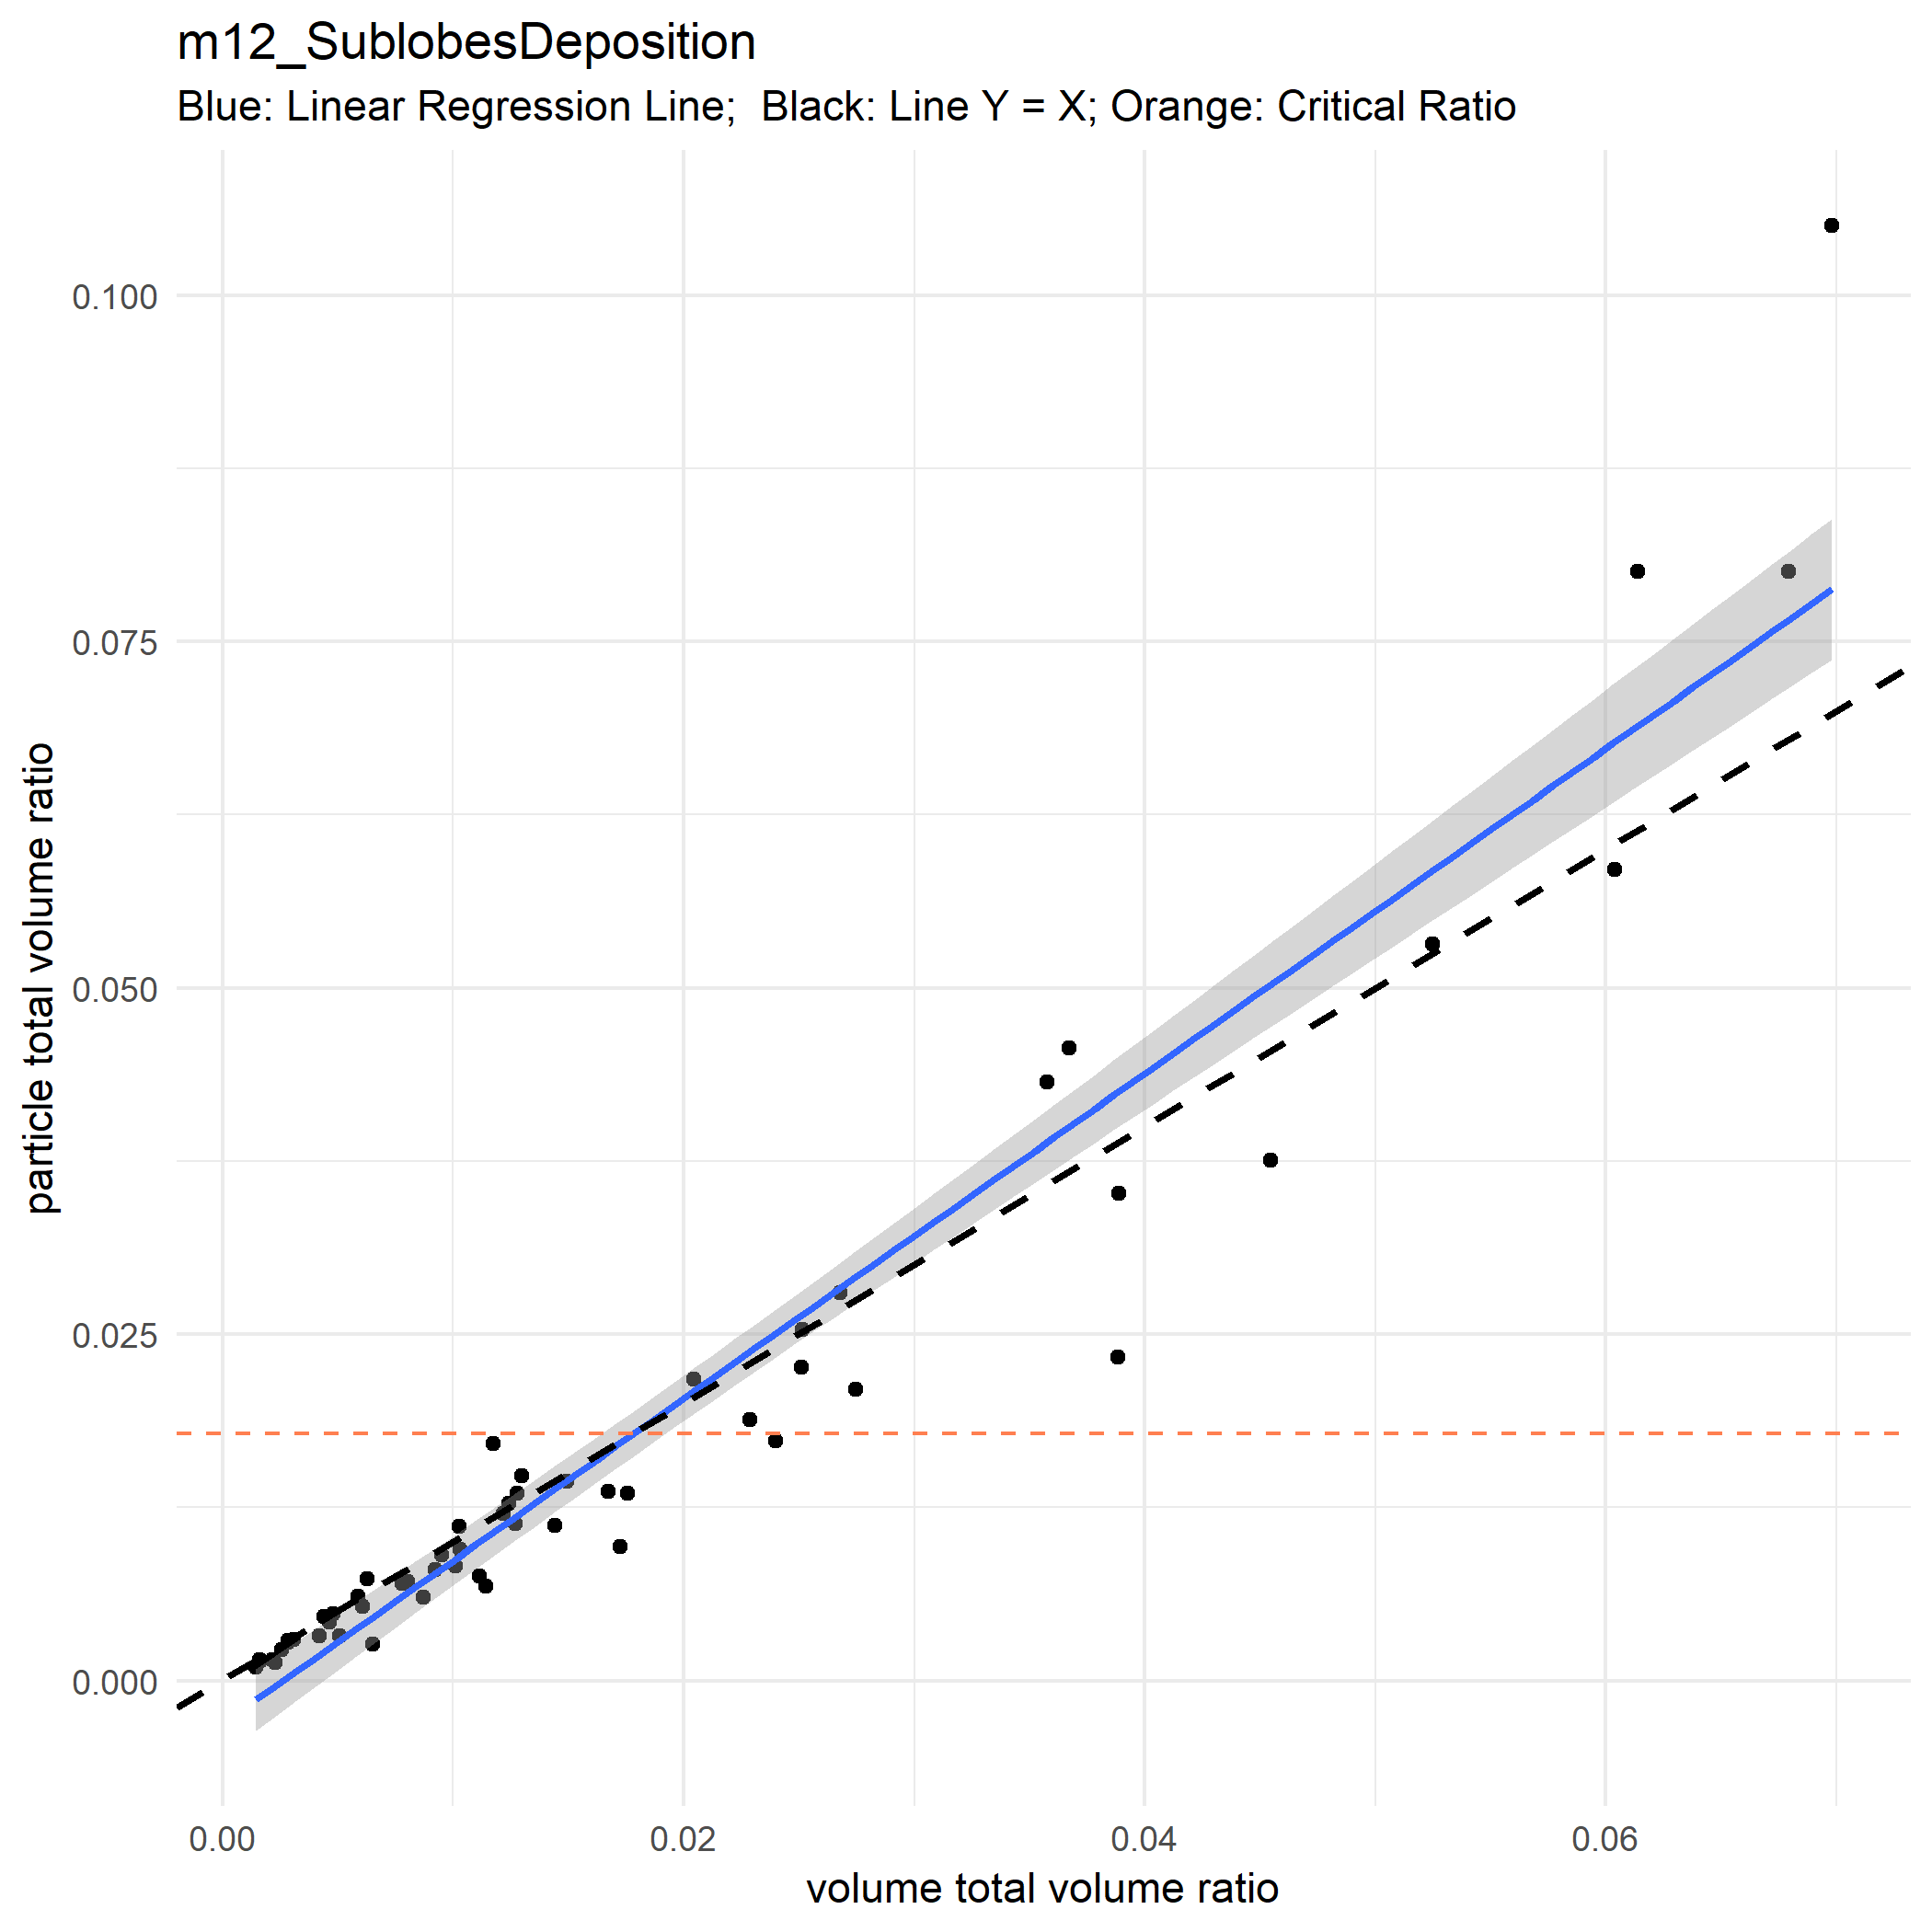 m12_SublobesDeposition
Blue: Linear Regression Line;  Black: Line Y = X; Orange: Critical Ratio
particle total volume ratio
0.100
0.075
0.050
0.025
0.000
0.00 0.02 0.04 0.06
volume total volume ratio